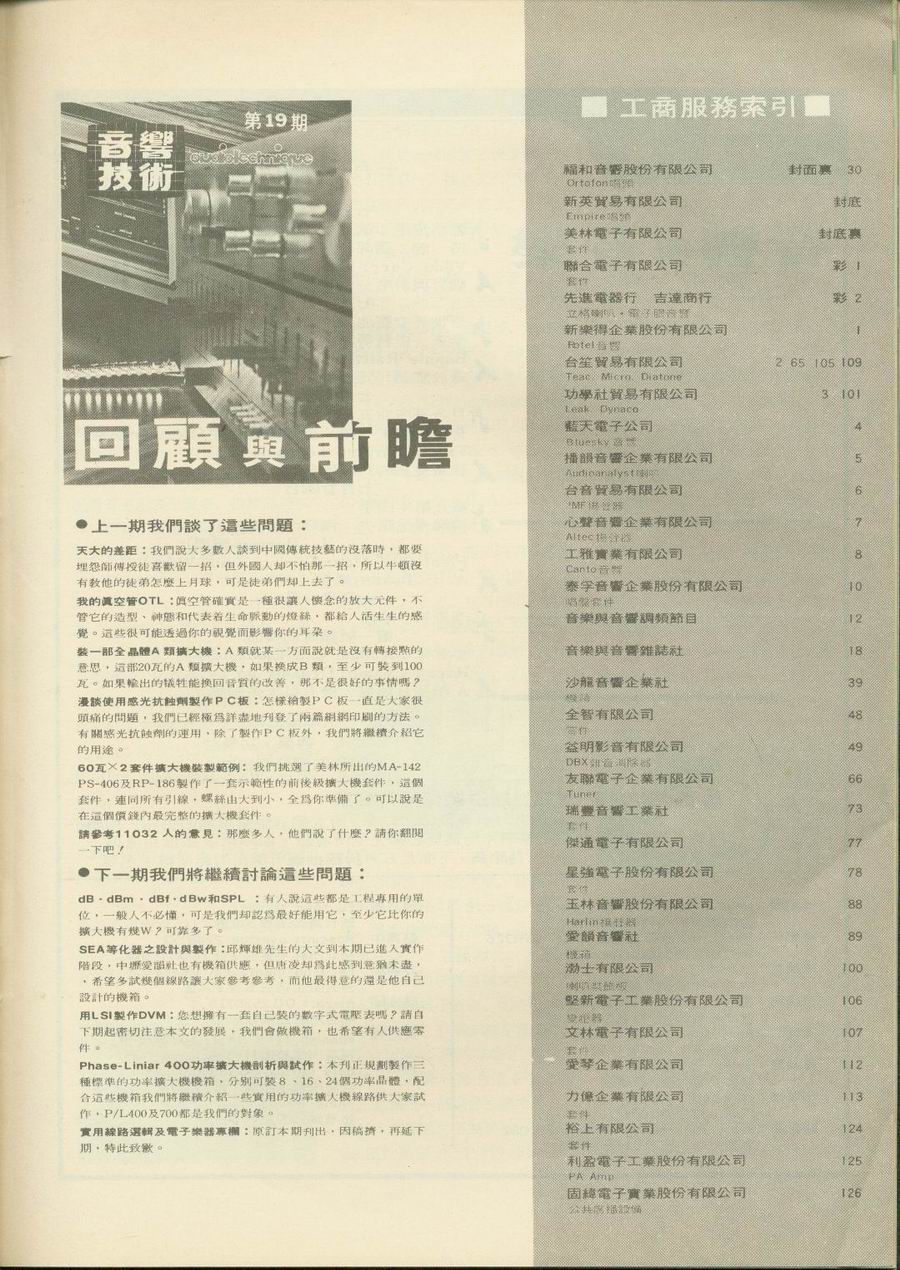 第19期
音響
技術
audiotechnique
回顧與前瞻
●上一期我們談了這些問題：
天大的差距：我們說大多數人談到中國傳統技藝的沒落時，都要
埋怨師傅授徒喜歡留一招，但外國人却不怕那一招，所以牛頓沒
有教他的徒弟怎麼上月球，可是徒弟們却上去了。
我的眞空管OTL：眞空管確實是一種很讓人懷念的放大元件，不
管它的造型、神態和代表着生命脈動的燈絲，都給人活生生的感
覺。這些很可能透過你的視覺而影響你的耳朶。
裝一部全晶體A類擴大機：A類就某一方面說就是沒有轉接點的
意思，這部20瓦的A類擴大機，如果換成B類，至少可裝到100
瓦。如果輸出的犧牲能換回音質的改善，那不是很好的事情嗎？
漫談使用感光抗蝕劑製作PC板：怎樣繪製PC板一直是大家很
頭痛的問題，我們已經極爲詳盡地刋登了兩篇絹網印刷的方法。
有關感光抗蝕劑的運用，除了製作PC板外，我們將繼續介紹它
的用途。
60瓦×2套件擴大機裝製範例：我們挑選了美林所出的MA-142
PS-406及RP-186製作了一套示範性的前後級擴大機套件，這個
套件，連同所有引線，螺絲由大到小，全爲你準備了。可以說是
在這個價錢內最完整的擴大機套件。
請參考11032人的意見：那麼多人，他們說了什麼？請你翻閱
一下吧！
●下一期我們將繼續討論這些問題：
dB·dBm·dBf·dBw和SPL：有人說這些都是工程專用的單
位，一般人不必懂，可是我們却認爲最好能用它，至少它比你的
擴大機有幾W？可靠多了。
SEA等化器之設計與製作：邱輝雄先生的大文到本期已進入實作
階段，中壢愛韻社也有機箱供應，但唐凌却爲此感到意猶未盡，
，希望多試幾個線路讓大家參考參考，而他最得意的還是他自己
設計的機箱。
用LSI製作DVM：您想擁有一套自己裝的數字式電壓表嗎？請自
下期起密切注意本文的發展，我們會做機箱，也希望有人供應零
件。
Phase-Liniar 400功率擴大機剖析與試作：本刊正規劃製作三
種標準的功率擴大機機箱，分別可裝8、16、24個功率晶體，配
合這些機箱我們將繼續介紹一些實用的功率擴大機線路供大家試
作，P/L400及700都是我們的對象。
實用線路選輯及電子樂器專欄：原訂本期刋出，因稿擠，再延下
期，特此致歉。
■工商服務索引■
福和音響股份有限公司 封面裏 30
Ortofon唱頭
新英貿易有限公司 封底
Empire唱頭
美林電子有限公司 封底裏
套件
聯合電子有限公司 彩 1
套件
先進電器行 吉達商行 彩 2
立格喇叭·電子膠音響
新樂得企業股份有限公司 1
Rotel音響
台笙貿易有限公司 2 65 105 109
Teac. Micro. Diatone
功學社貿易有限公司 3 101
Leak Dynaco
藍天電子公司 4
Bluesky音響
播韻音響企業有限公司 5
Audioanalyst喇叭
台音貿易有限公司 6
心聲音響企業有限公司 7
Altec揚聲器
工雅實業有限公司 8
Canto音響
泰孚音響企業股份有限公司 10
唱盤套件
音樂與音響調頻節目 12
音樂與音響雜誌社 18
沙龍音響企業社 39
機箱
全智有限公司 48
套件
益明影音有限公司 49
DBX雜音消除器
友聯電子企業有限公司 66
Tuner
瑞豐音響工業社 73
套件
傑通電子有限公司 77
星強電子股份有限公司 78
套件
玉林音響股份有限公司 88
Harlin揚聲器
愛韻音響社 89
機箱
渤士有限公司 100
喇叭裝飾板
堅新電子工業股份有限公司 106
變壓器
文林電子有限公司 107
套件
愛琴企業有限公司 112
力億企業有限公司 113
套件
裕上有限公司 124
套件
利盈電子工業股份有限公司 125
PA Amp
固緯電子實業股份有限公司 126